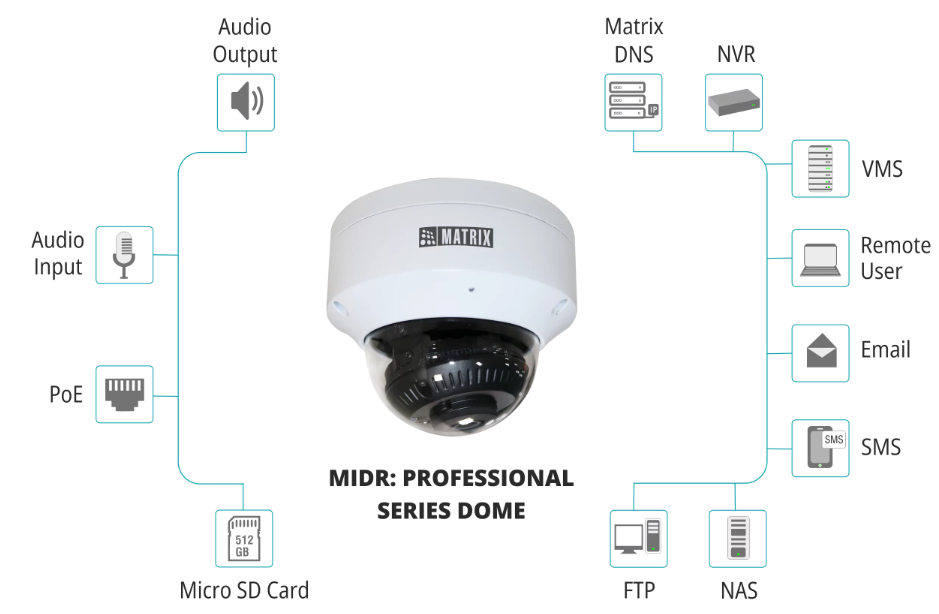 Audio
Output
Matrix
DNS
NVR
IP
VMS
MATRIX
Audio
Input
Remote
User
Email
PoE
SMS
SMS
MIDR: PROFESSIONAL
SERIES DOME
512
GB
Micro SD Card
FTP
NAS